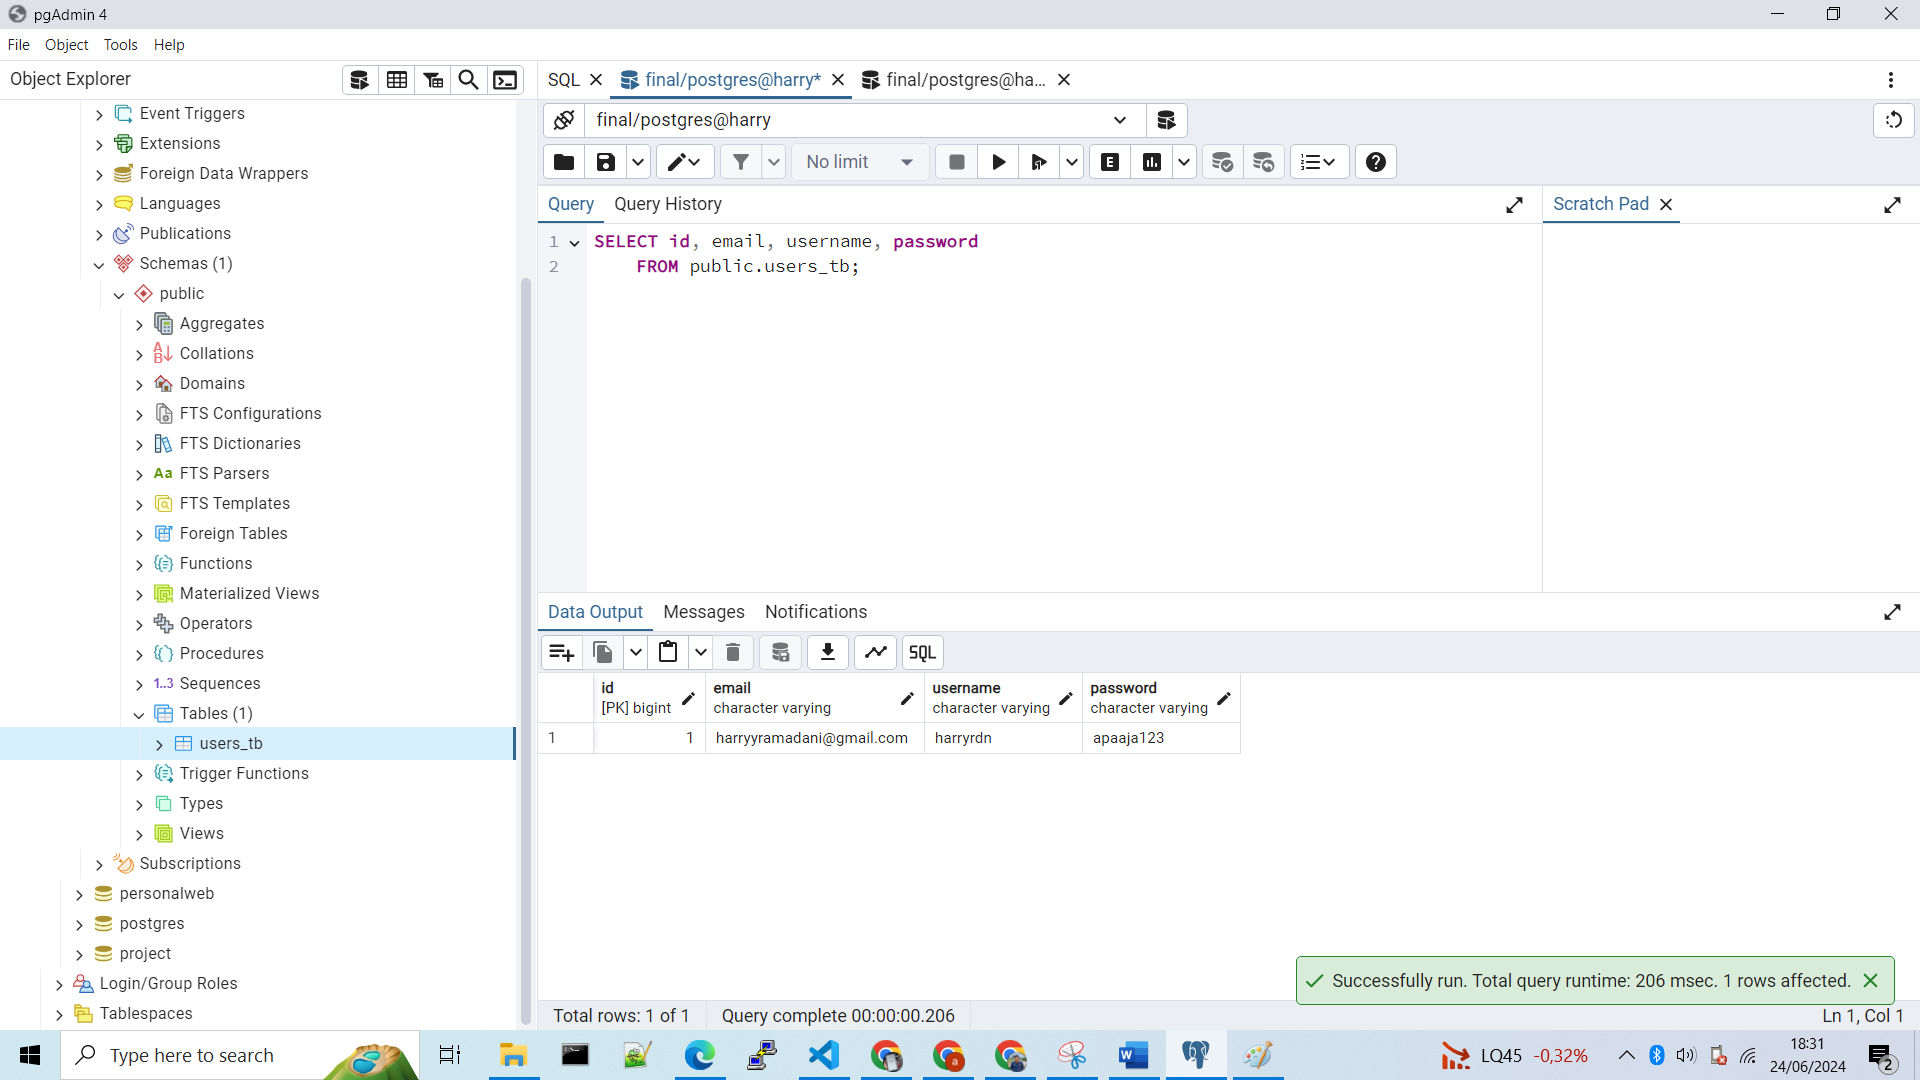 pgAdmin 4
File Object Tools Help
Object Explorer
SQL
final/postgres@harry*
final/postgres@ha...
final/postgres@harry
No limit
E
Query
Query History
Scratch Pad
1 SELECT id, email, username, password
2 FROM public.users_tb;
Event Triggers
Extensions
Foreign Data Wrappers
Languages
Publications
Schemas (1)
public
Aggregates
Collations
Domains
FTS Configurations
FTS Dictionaries
Aa FTS Parsers
FTS Templates
Foreign Tables
Functions
Materialized Views
Operators
Procedures
1..3 Sequences
Tables (1)
users_tb
Trigger Functions
Types
Views
Subscriptions
personalweb
postgres
project
Login/Group Roles
Tablespaces
Data Output
Messages
Notifications
SQL
id
[PK] bigint
email
character varying
username
character varying
password
character varying
1 1 harryyramadani@gmail.com harryrdn apaaja123
Successfully run. Total query runtime: 206 msec. 1 rows affected.
Total rows: 1 of 1
Query complete 00:00:00.206
Ln 1, Col 1
Type here to search
LQ45 -0,32%
18:31
24/06/2024
2